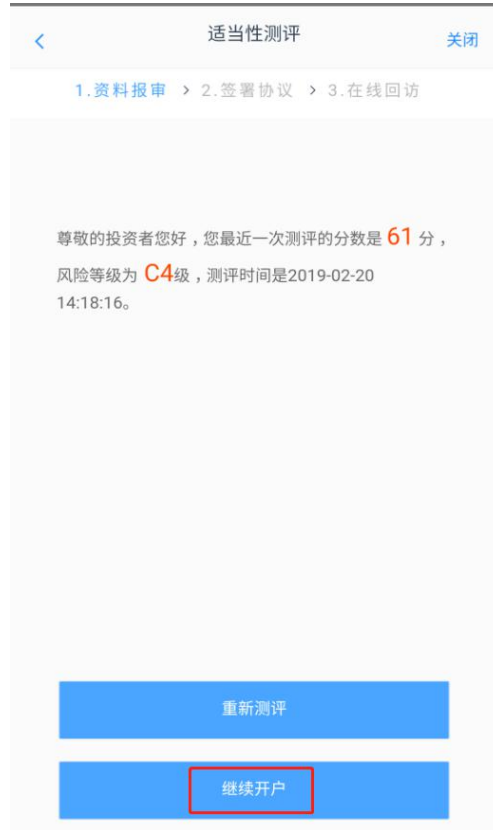 适当性测评
关闭
1.资料报审 > 2.签署协议 > 3.在线回访
尊敬的投资者您好，您最近一次测评的分数是 61 分，
风险等级为 C4级，测评时间是2019-02-20
14:18:16。
重新测评
继续开户